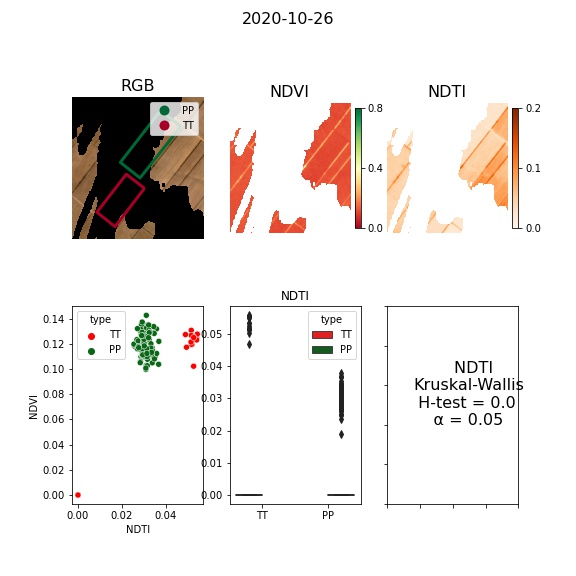 2020-10-26
RGB
NDVI
NDTI
PP
TT
0.8
0.4
0.0
0.2
0.1
0.0
NDTI
type
TT
PP
type
TT
PP
0.14
0.12
0.10
0.08
0.06
0.04
0.02
0.00
NDVI
0.00
0.02
0.04
NDTI
0.05
0.04
0.03
0.02
0.01
0.00
TT
PP
NDTI
Kruskal-Wallis
H-test = 0.0
α = 0.05